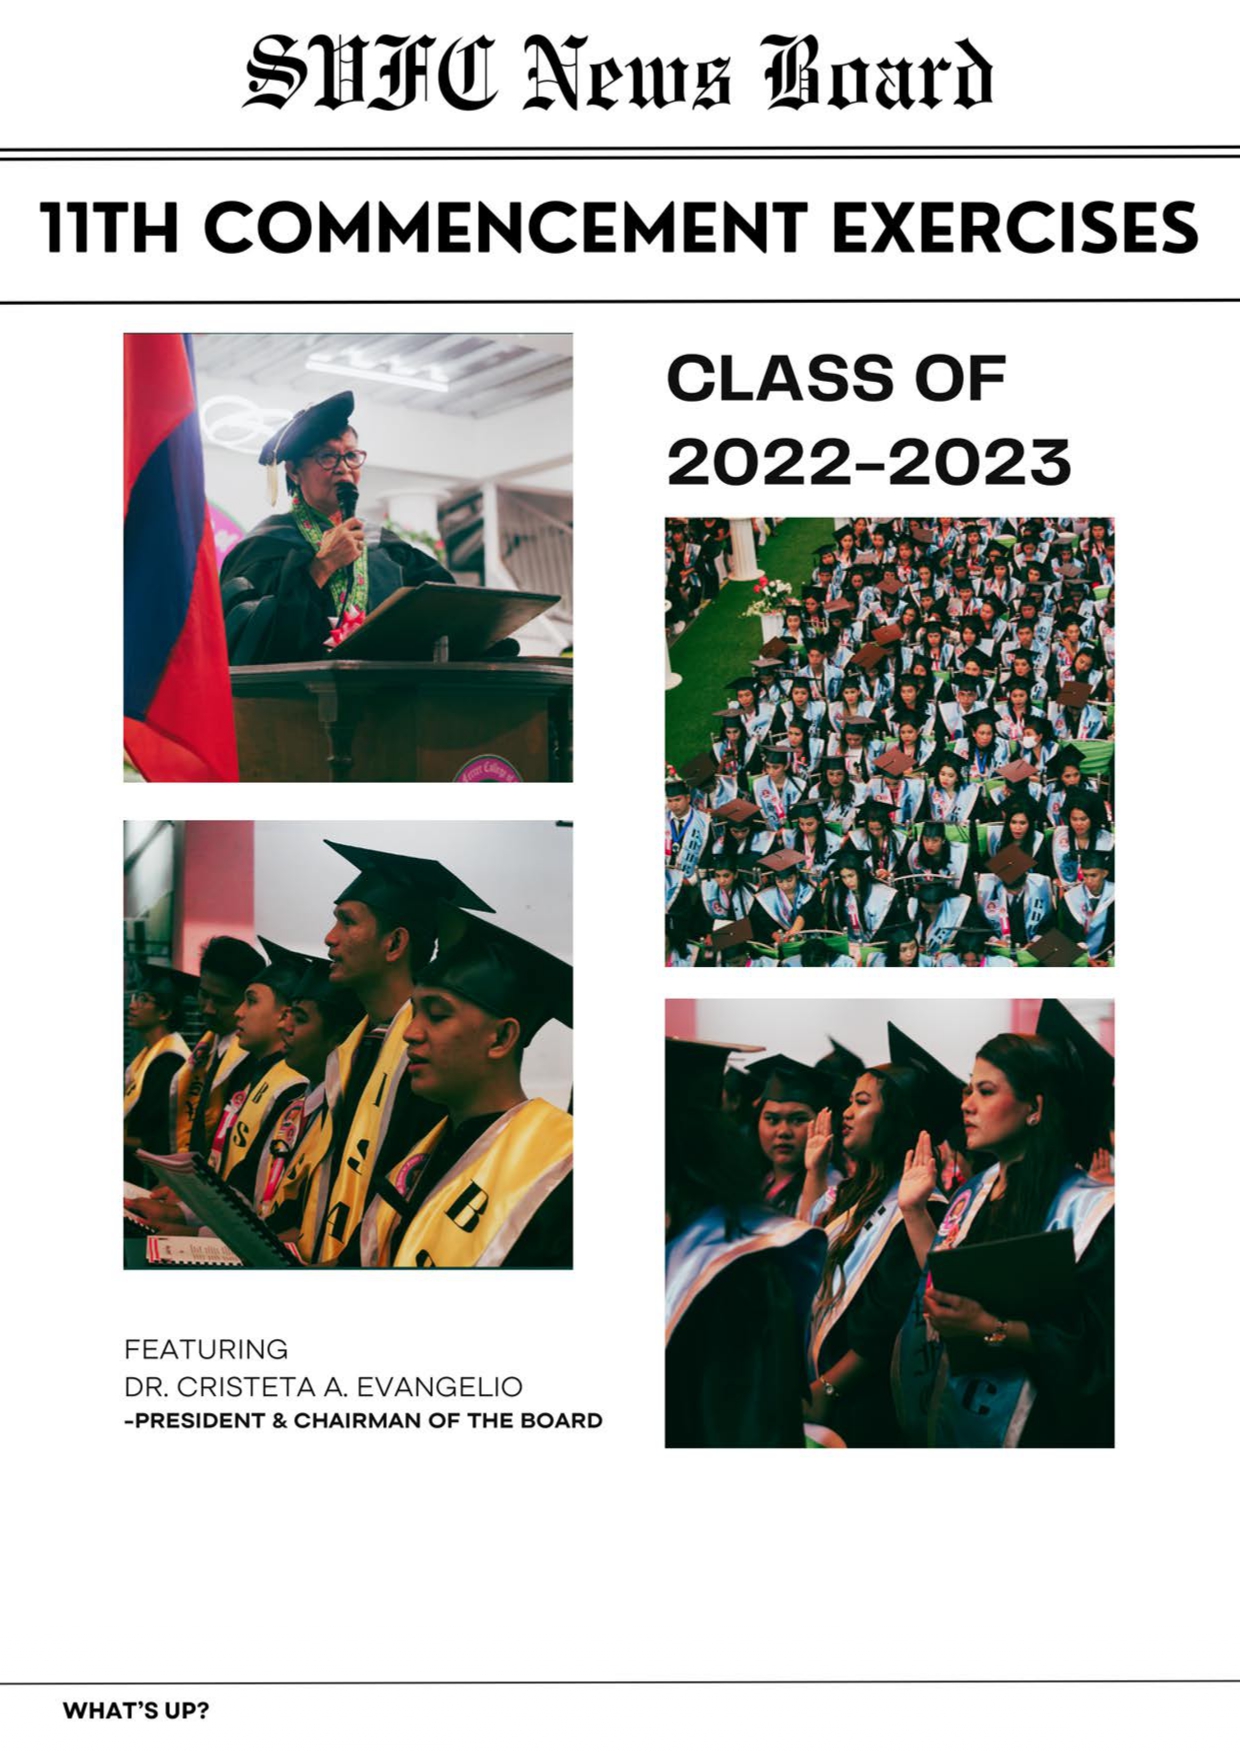 SVFC News Board
11TH COMMENCEMENT EXERCISES
CLASS OF
2022-2023
FEATURING
DR. CRISTETA A. EVANGELIO
-PRESIDENT & CHAIRMAN OF THE BOARD
WHAT'S UP?